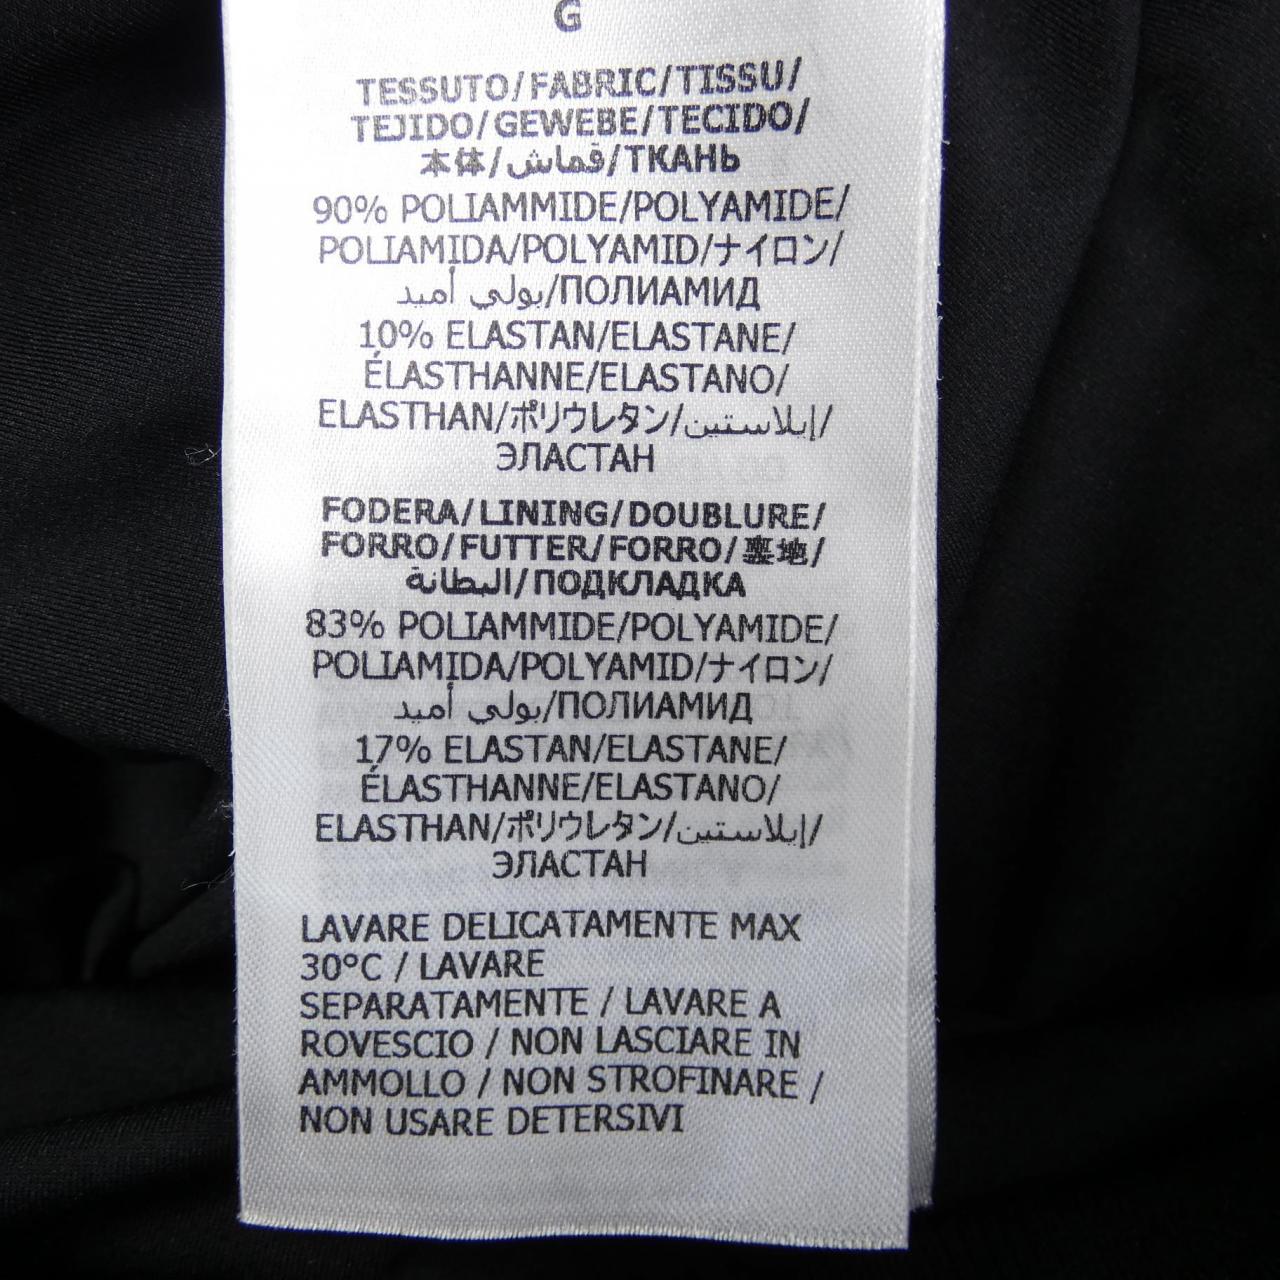 G
TESSUTO/FABRIC/TISSU/
TEJIDO/GEWEBE/TECIDO/
本体/قماش/ТКАНЬ
90% POLIAMMIDE/POLYAMIDE/
POLIAMIDA/POLYAMID/ナイロン/
بولي أميد/ПОЛИАМИД
10% ELASTAN/ELASTANE/
ÉLASTHANNE/ELASTANO/
ELASTHAN/ポリウレタン/إيلاستين/
ЭЛАСТАН
FODERA/LINING/DOUBLURE/
FORRO/FUTTER/FORRO/裏地/
البطانة/ПОДКЛАДКА
83% POLIAMMIDE/POLYAMIDE/
POLIAMIDA/POLYAMID/ナイロン/
بولي أميد/ПОЛИАМИД
17% ELASTAN/ELASTANE/
ÉLASTHANNE/ELASTANO/
ELASTHAN/ポリウレタン/إيلاستين/
ЭЛАСТАН
LAVARE DELICATAMENTE MAX
30°C / LAVARE
SEPARATAMENTE / LAVARE A
ROVESCIO / NON LASCIARE IN
AMMOLLO / NON STROFINARE /
NON USARE DETERSIVI